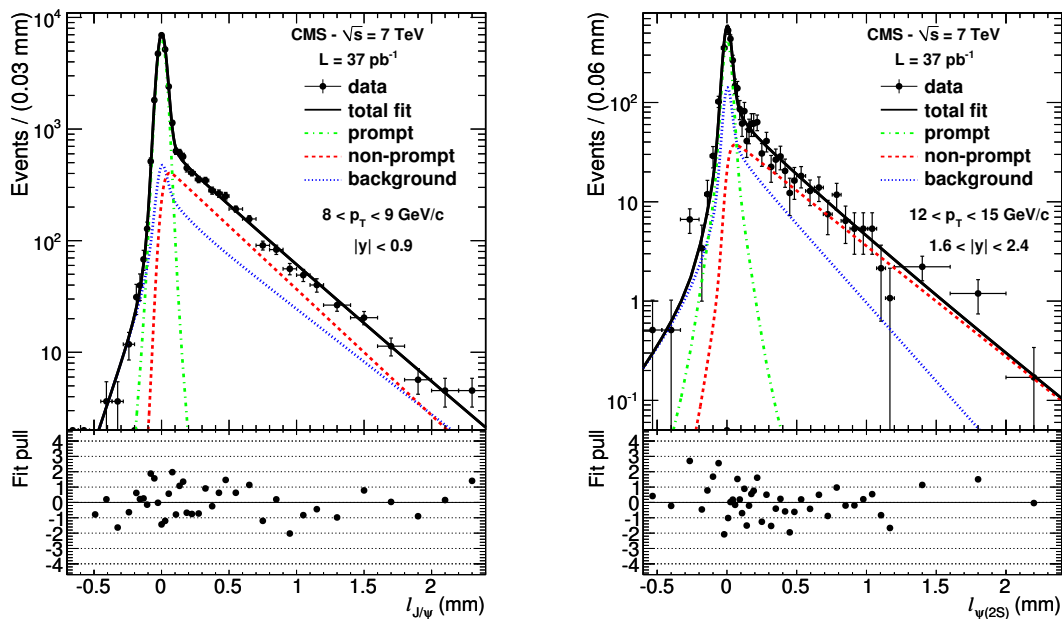 CMS - √s = 7 TeV
L = 37 pb⁻¹
data
total fit
prompt
non-prompt
background
8 < p_T < 9 GeV/c
|y| < 0.9
Events / (0.03 mm)
10⁴
10³
10²
10
Fit pull
4
3
2
1
0
-1
-2
-3
-4
-0.5 0 0.5 1 1.5 2
l_J/ψ (mm)
CMS - √s = 7 TeV
L = 37 pb⁻¹
data
total fit
prompt
non-prompt
background
12 < p_T < 15 GeV/c
1.6 < |y| < 2.4
Events / (0.06 mm)
10²
10
1
10⁻¹
Fit pull
4
3
2
1
0
-1
-2
-3
-4
-0.5 0 0.5 1 1.5 2
l_ψ(2S) (mm)